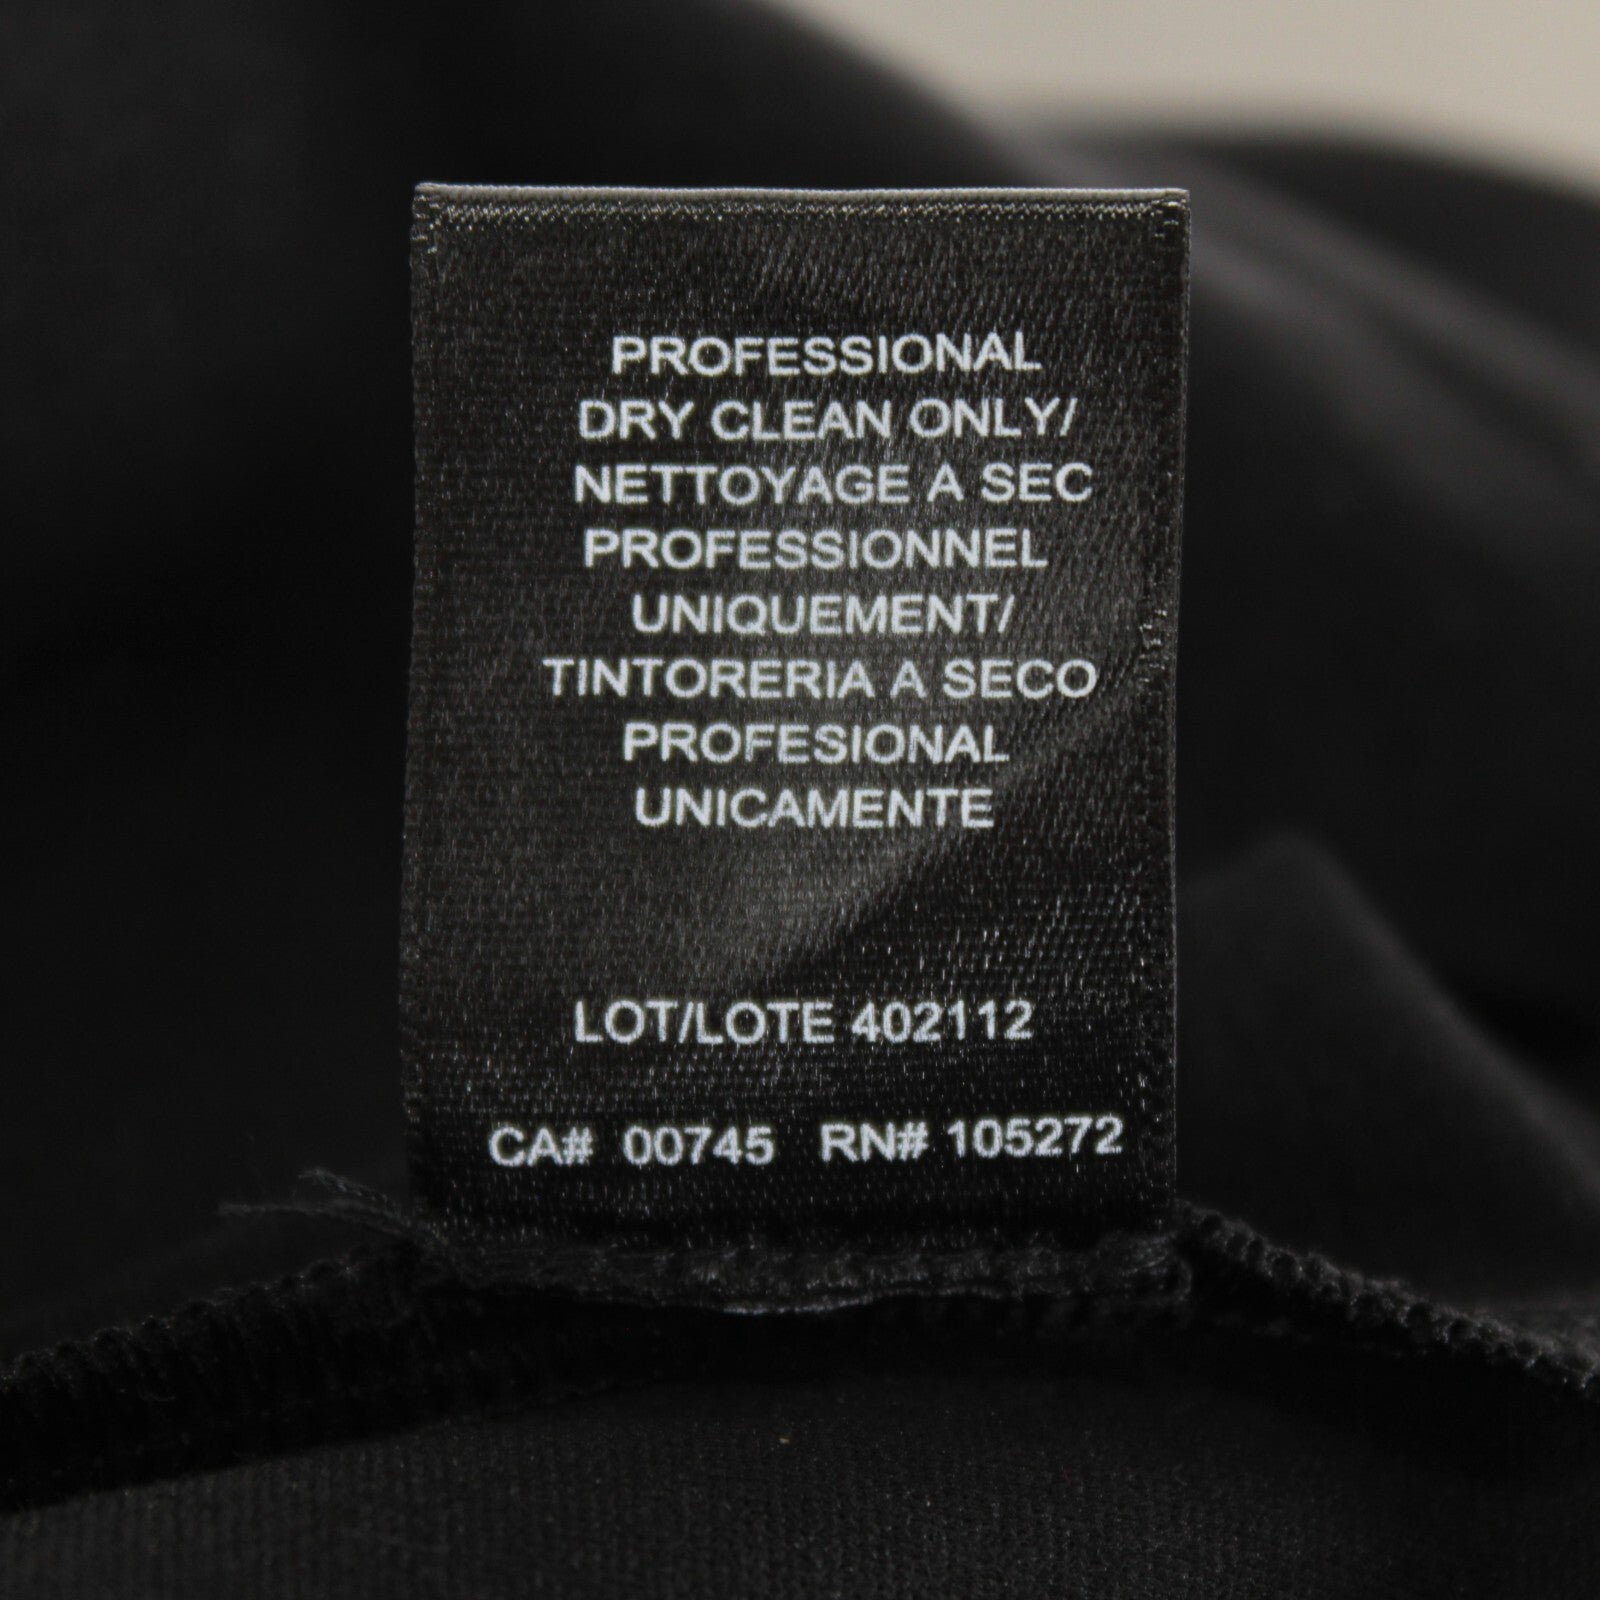 PROFESSIONAL
DRY CLEAN ONLY/
NETTOYAGE A SEC
PROFESSIONNEL
UNIQUEMENT/
TINTORERIA A SECO
PROFESIONAL
UNICAMENTE
LOT/LOTE 402112
CA# 00745 RN# 105272